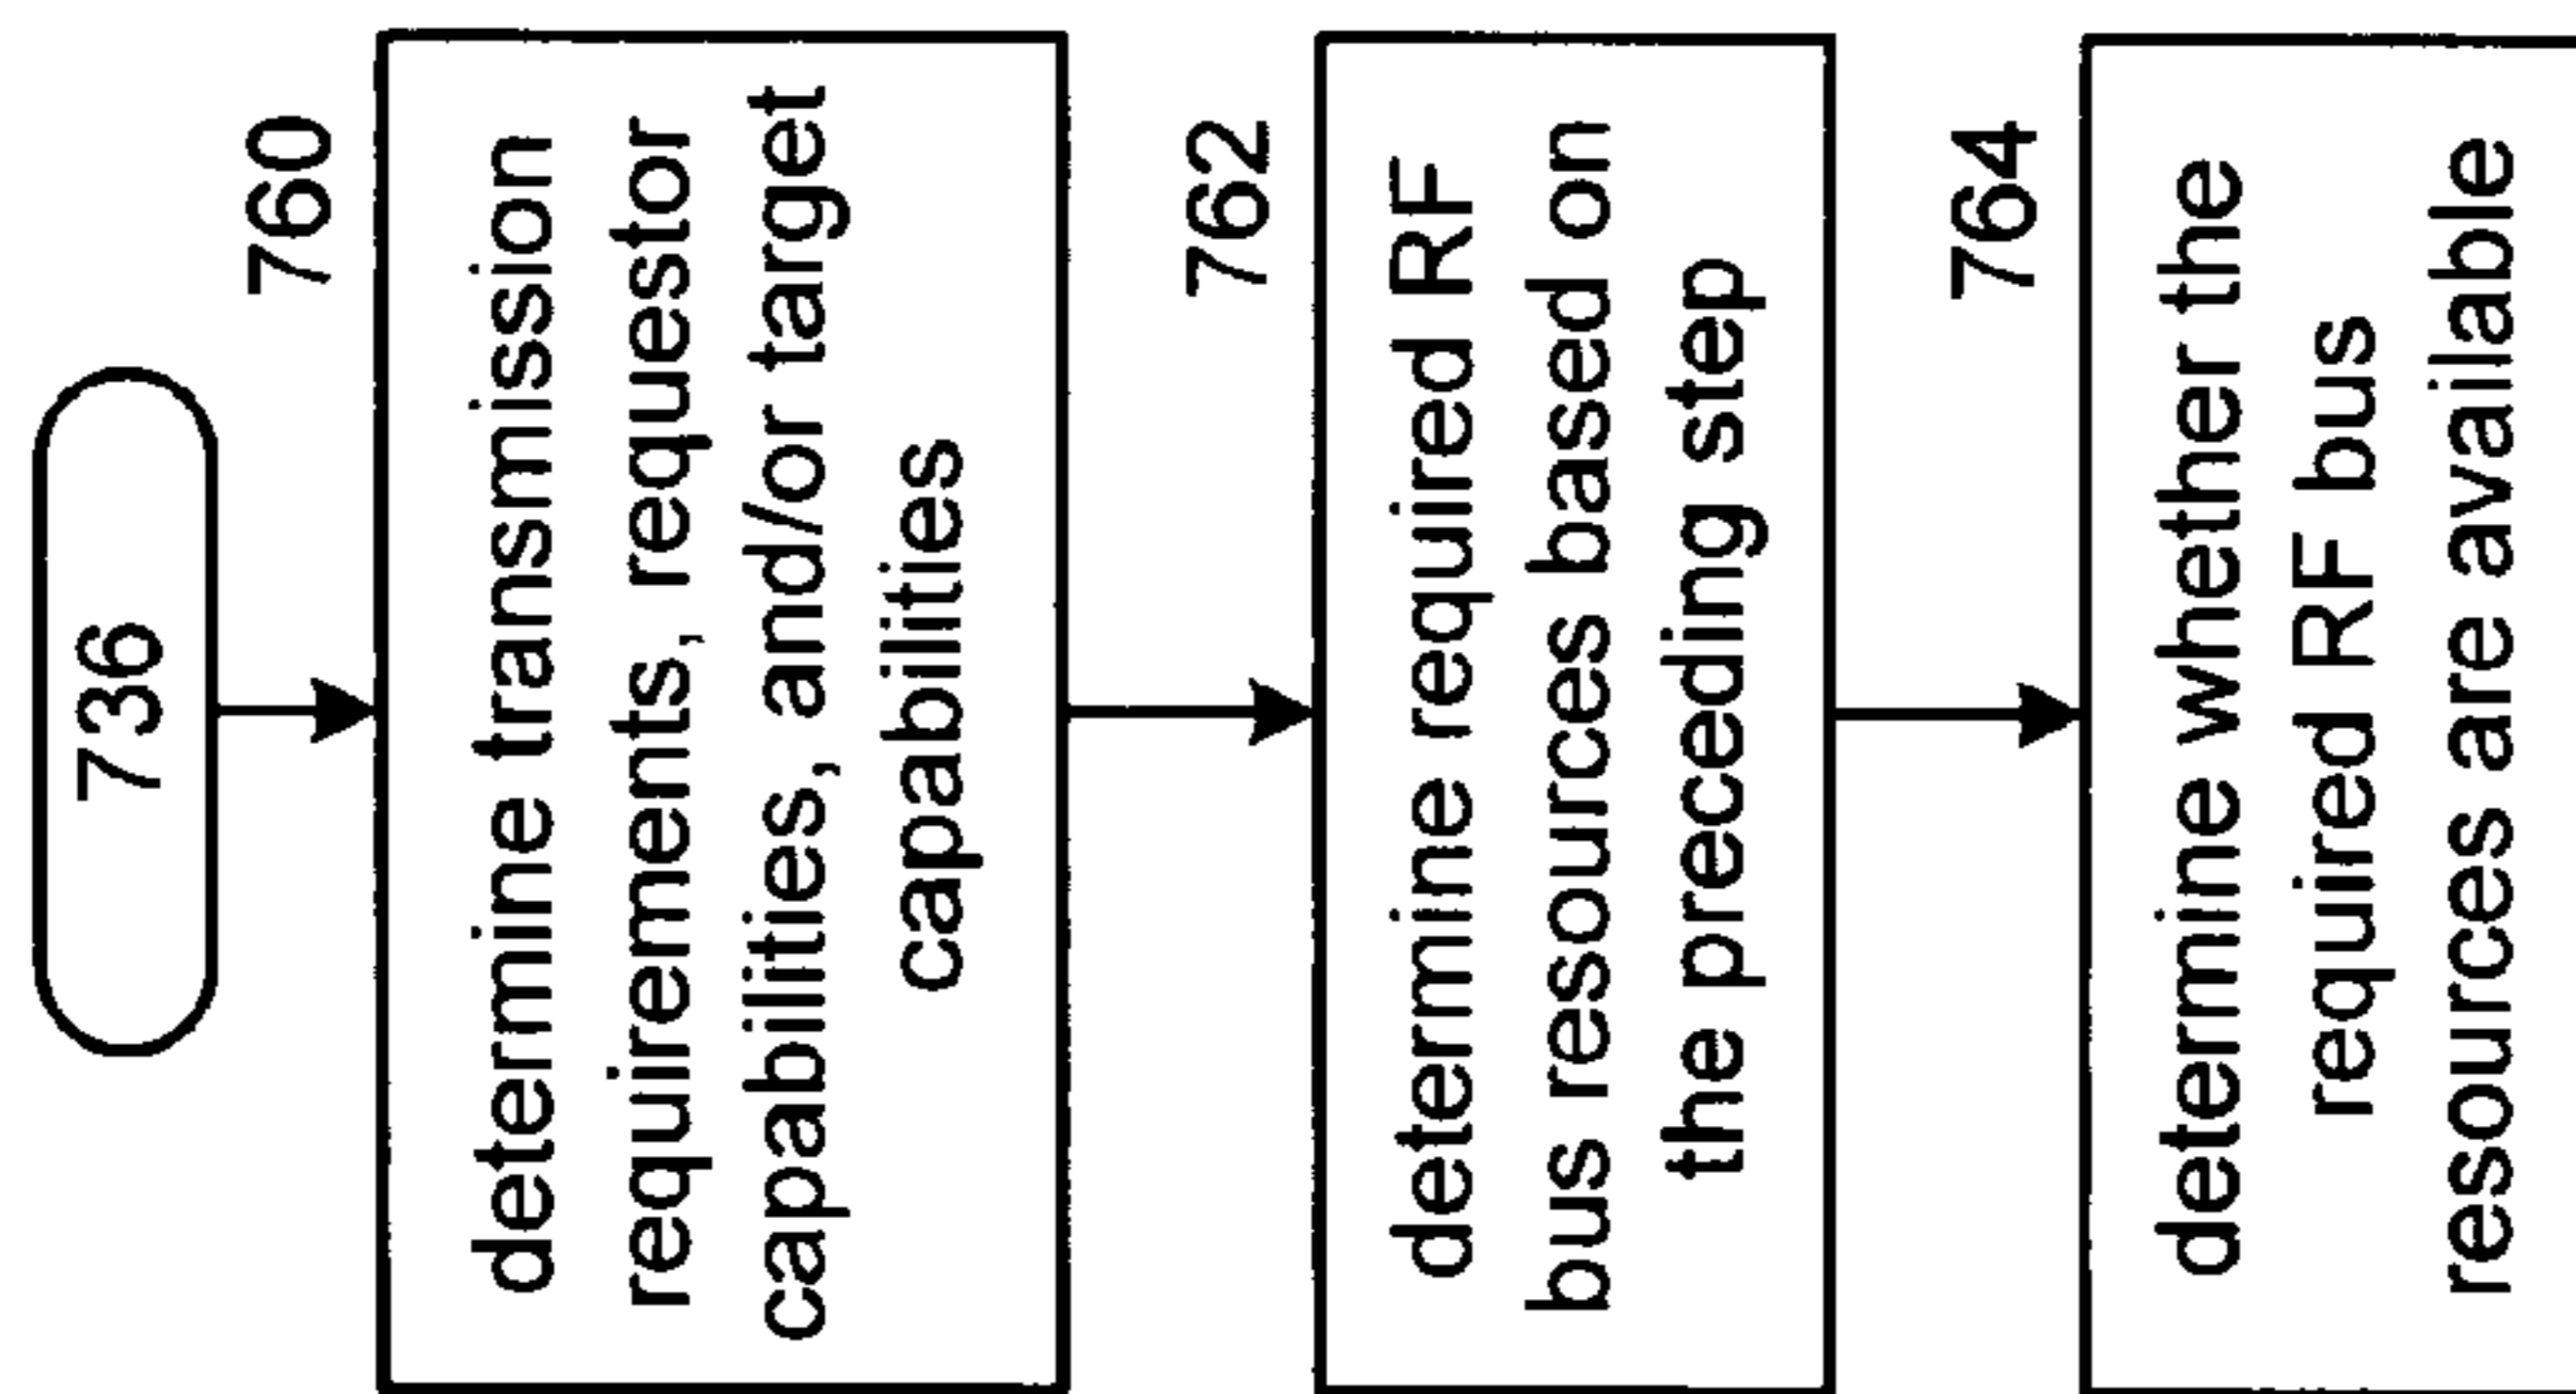 736
760
determine transmission
requirements, requestor
capabilities, and/or target
capabilities
762
determine required RF
bus resources based on
the preceding step
764
determine whether the
required RF bus
resources are available